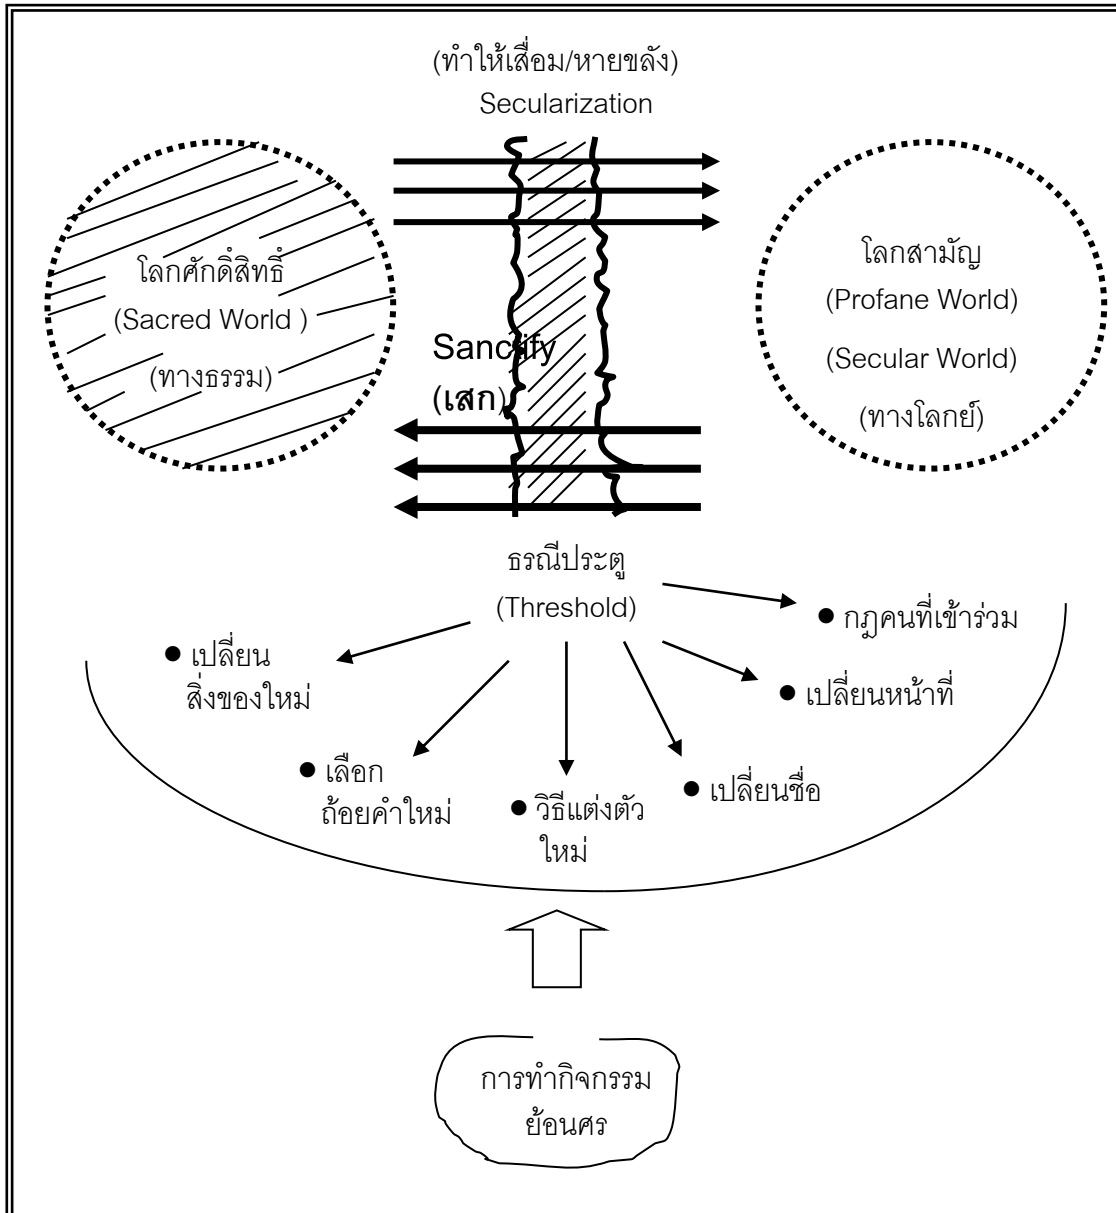 (ทำให้เสื่อม/หายขลัง)
Secularization
โลกศักดิ์สิทธิ์
(Sacred World )
(ทางธรรม)
โลกสามัญ
(Profane World)
(Secular World)
(ทางโลกย์)
Sanctify
(เสก)
ธรณีประตู
(Threshold)
● เปลี่ยน
สิ่งของใหม่
● เลือก
ถ้อยคำใหม่
● วิธีแต่งตัว
ใหม่
● เปลี่ยนชื่อ
● เปลี่ยนหน้าที่
● กฎคนที่เข้าร่วม
การทำกิจกรรม
ย้อนศร